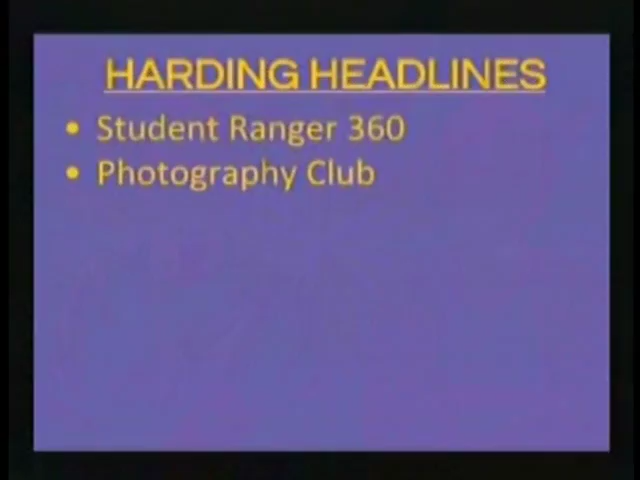 HARDING HEADLINES
• Student Ranger 360
• Photography Club